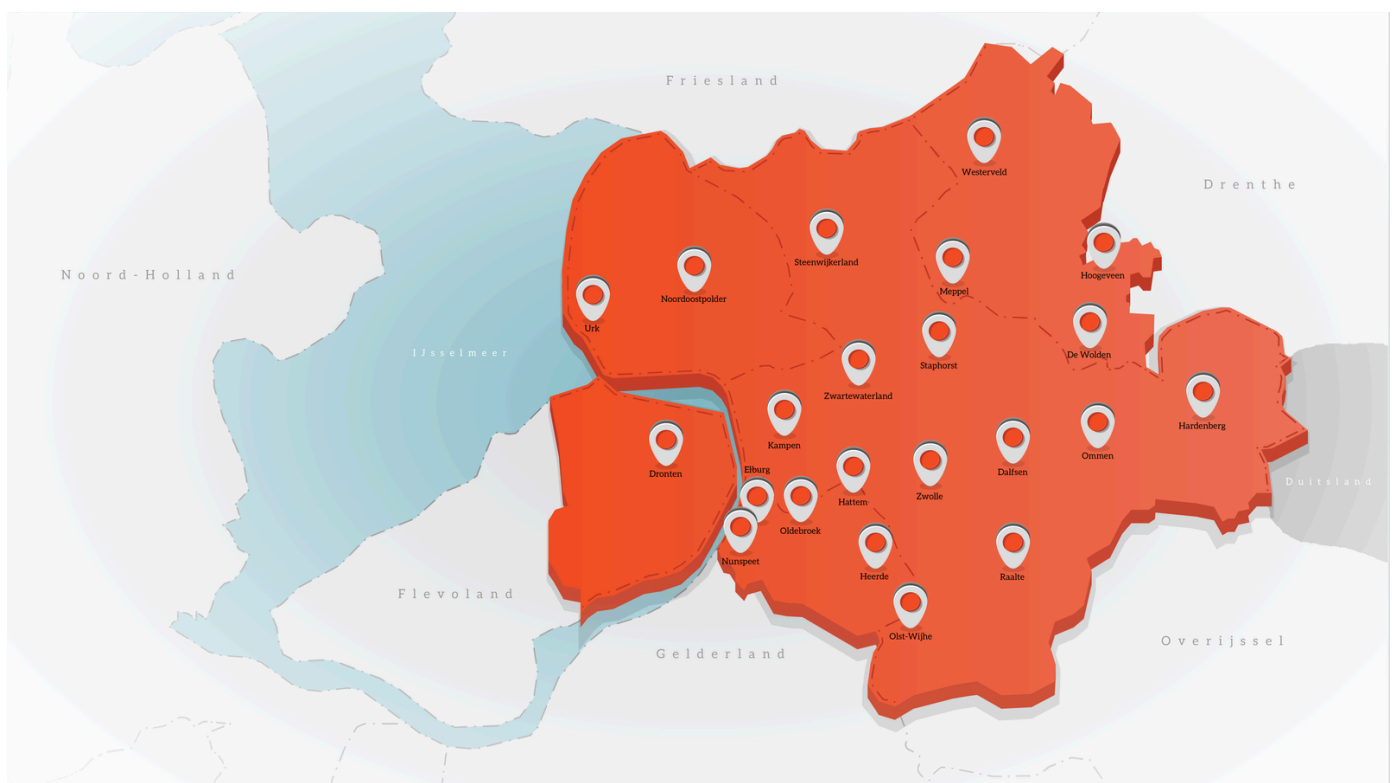 Friesland
Westerveld
Drenthe
Steenwijkerland
Noord-Holland
Hoogeveen
Meppel
Noordoostpolder
Urk
IJsselmeer
De Wolden
Staphorst
Zwartewaterland
Hardenberg
Kampen
Ommen
Elburg
Dronten
Dalfsen
Duitsland
Zwolle
Hattem
Oldebroek
Nunspeet
Heerde
Raalte
Flevoland
Olst-Wijhe
Overijssel
Gelderland